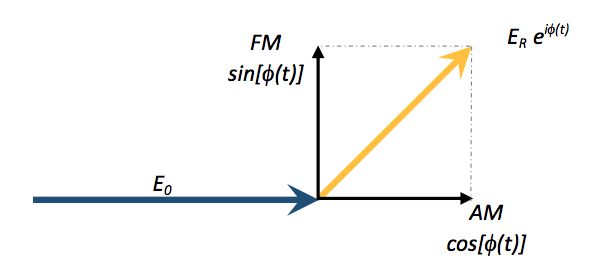 FM
sin[ϕ(t)]
E_R e^{iϕ(t)}
E_0
AM
cos[ϕ(t)]